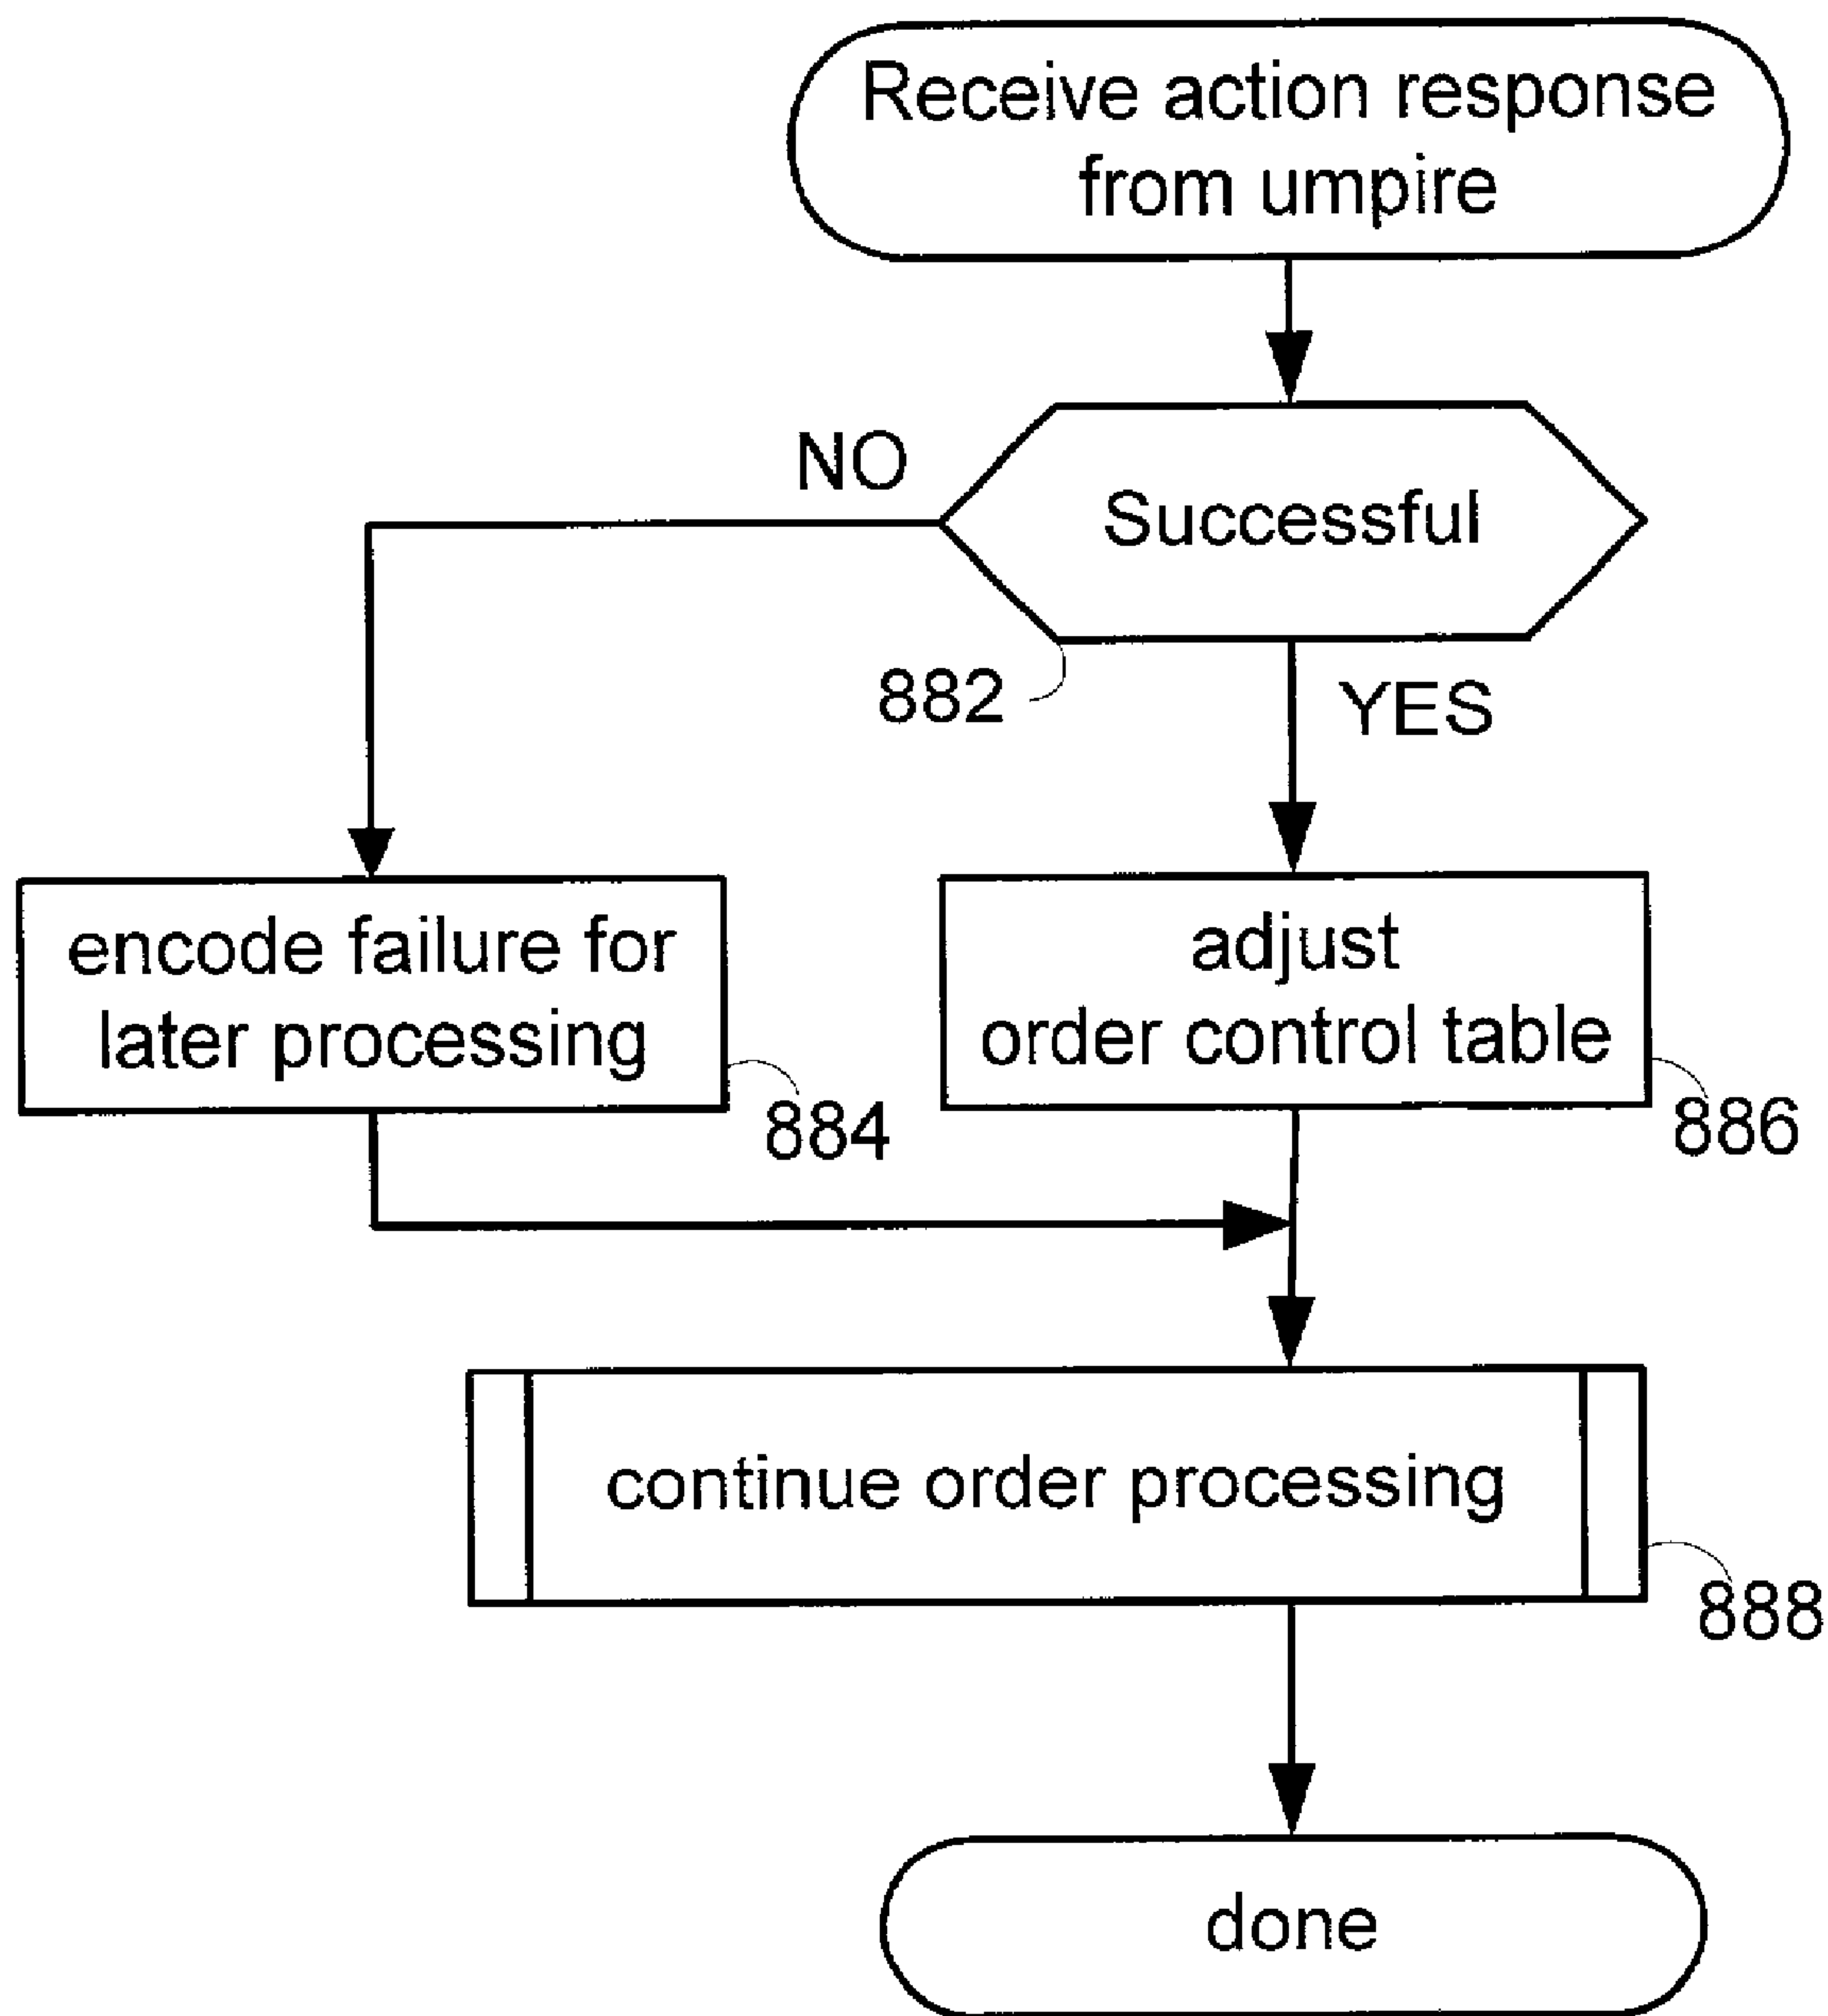 Receive action response
from umpire
NO
Successful
882
YES
encode failure for
later processing
884
adjust
order control table
886
continue order processing
888
done